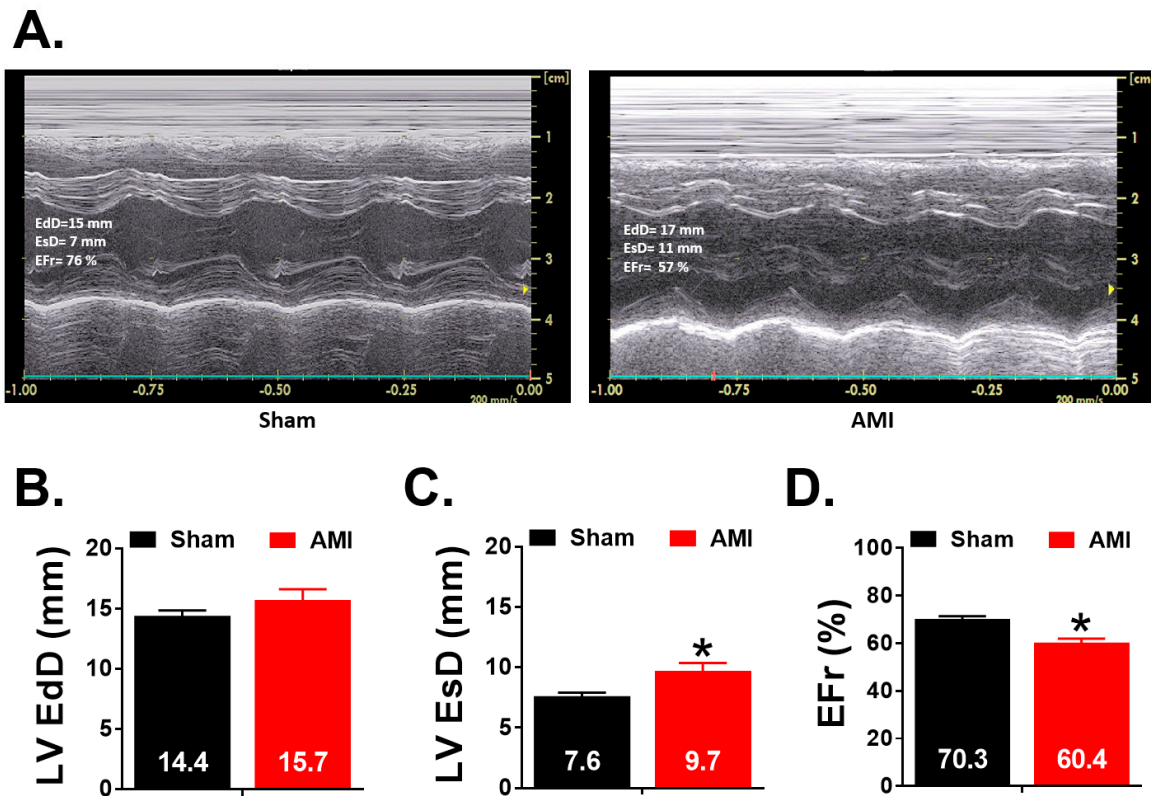 A.
[cm]
1
2
3
4
5
EdD=15 mm
EsD= 7 mm
EFr= 76 %
-1.00
-0.75
-0.50
-0.25
0.00
200 mm/s
Sham
[cm]
1
2
3
4
5
EdD= 17 mm
EsD= 11 mm
EFr=  57 %
-1.00
-0.75
-0.50
-0.25
0.00
200 mm/s
AMI
B.
Sham AMI
LV EdD (mm)
20
15
10
5
0
14.4
15.7
C.
Sham AMI
LV EsD (mm)
20
15
10
5
0
*
7.6
9.7
D.
Sham AMI
EFr (%)
100
80
60
40
20
0
*
70.3
60.4